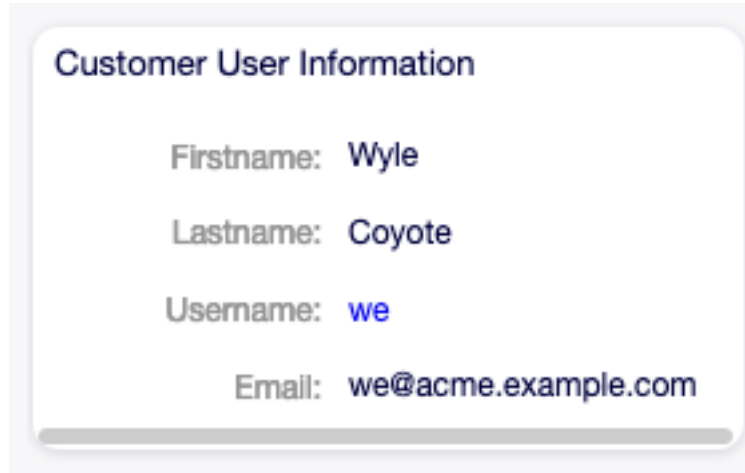 Customer User Information
Firstname: Wyle
Lastname: Coyote
Username: we
Email: we@acme.example.com